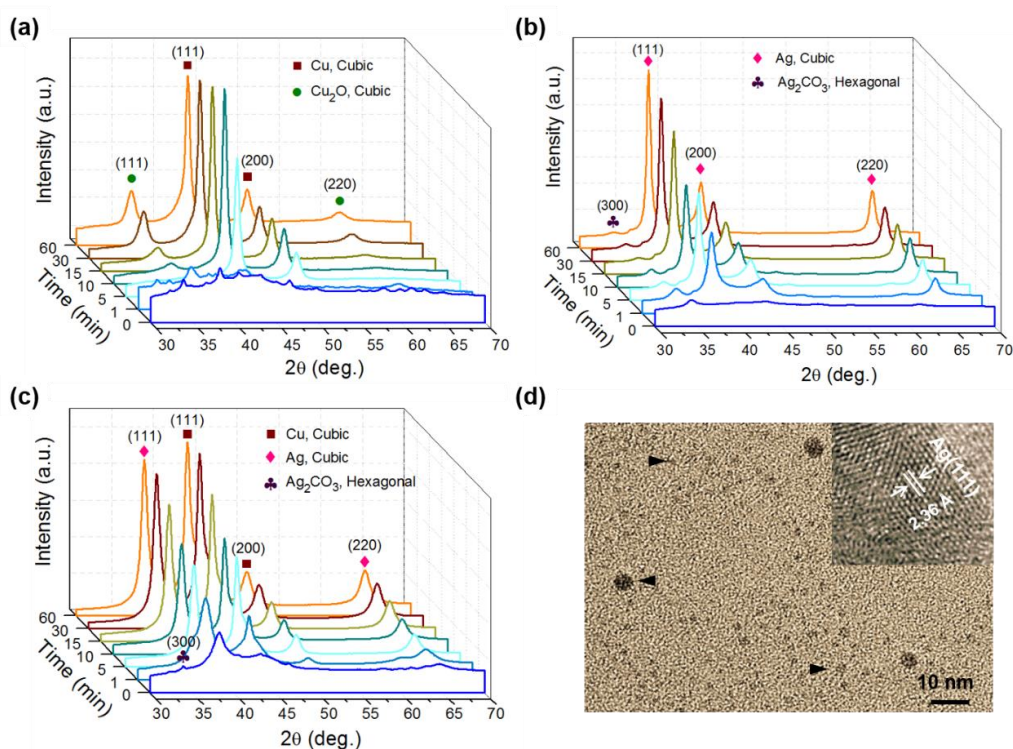 (a)
(111)
■ Cu, Cubic
● Cu₂O, Cubic
(111)
(200)
(220)
Intensity (a.u.)
60
30
15
10
5
1
0
Time (min)
30 35 40 45 50 55 60 65 70
2θ (deg.)
(b)
(111)
♦ Ag, Cubic
♣ Ag₂CO₃, Hexagonal
(200)
(220)
(300)
Intensity (a.u.)
60
30
15
10
5
1
0
Time (min)
30 35 40 45 50 55 60 65 70
2θ (deg.)
(c)
(111)
(111)
■ Cu, Cubic
♦ Ag, Cubic
♣ Ag₂CO₃, Hexagonal
(200)
(220)
(300)
Intensity (a.u.)
60
30
15
10
5
1
0
Time (min)
30 35 40 45 50 55 60 65 70
2θ (deg.)
(d)
Ag(111)
2.36 Å
10 nm